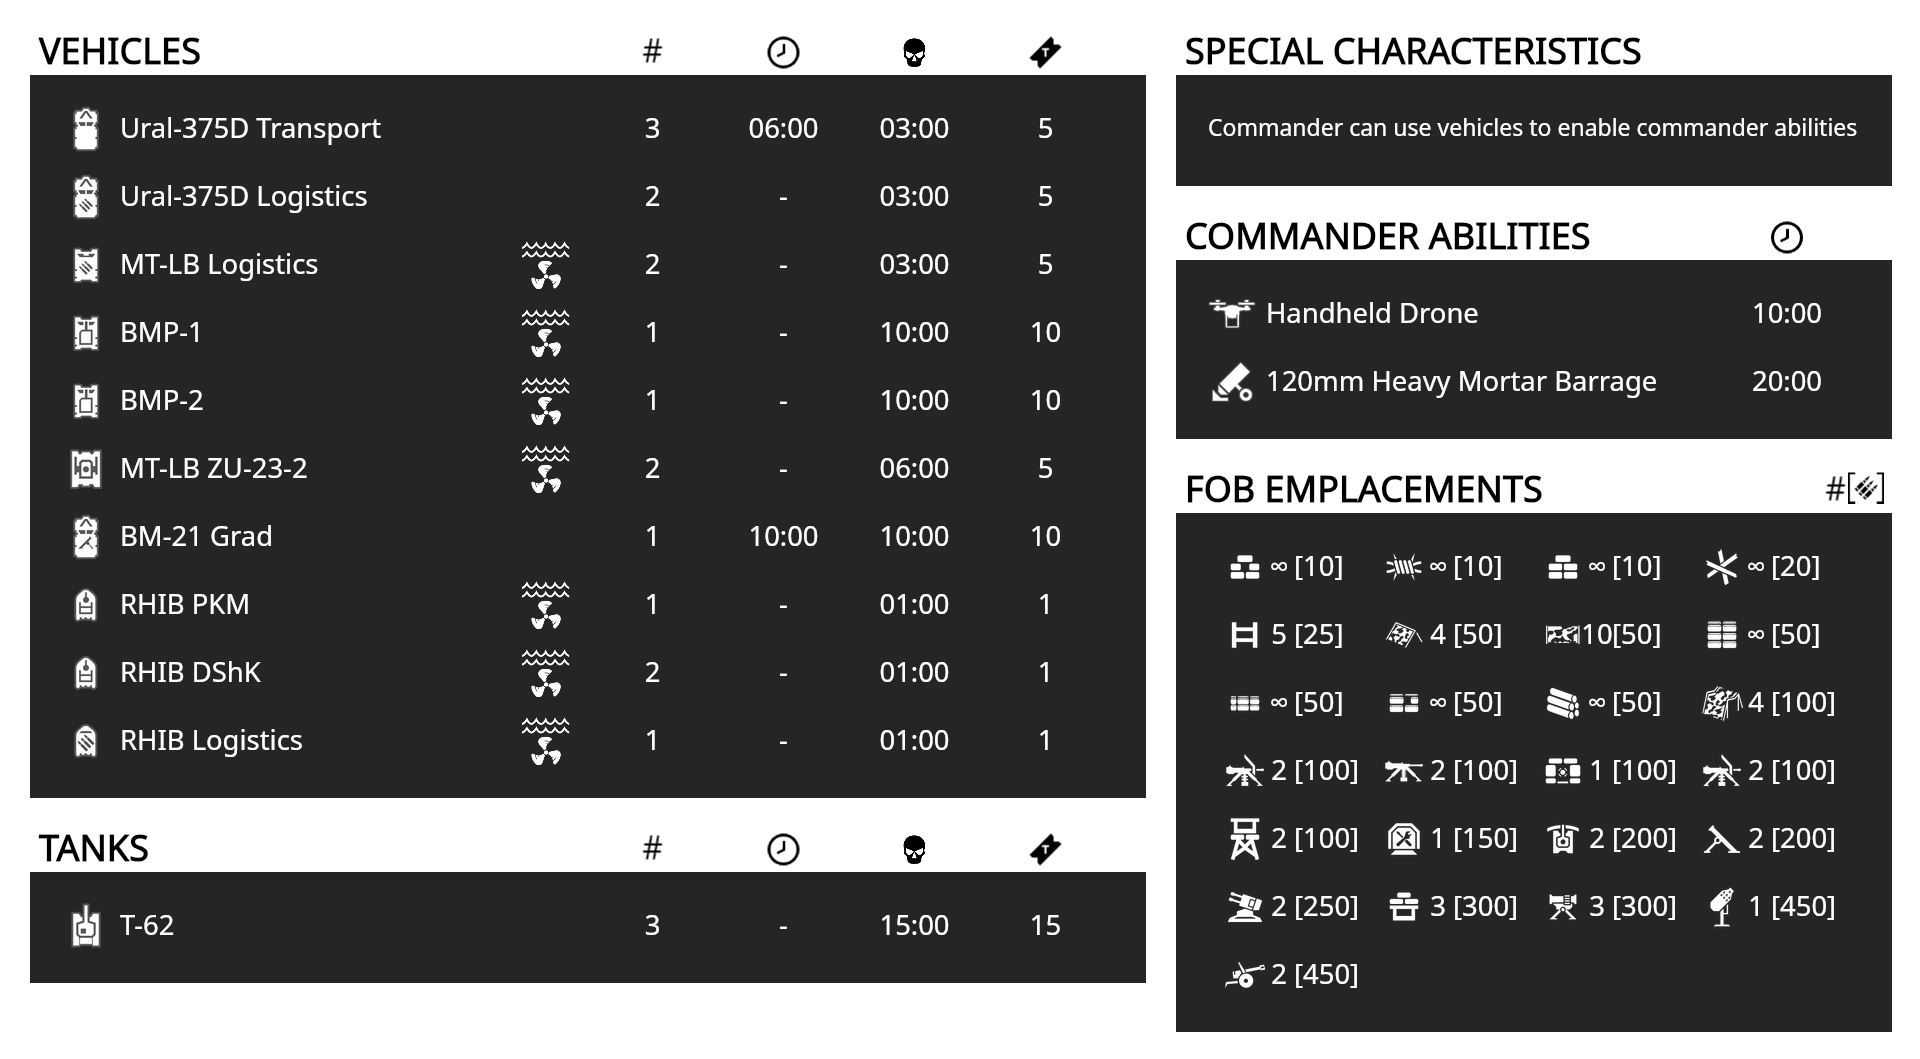 VEHICLES #
Ural-375D Transport 3 06:00 03:00 5
Ural-375D Logistics 2 - 03:00 5
MT-LB Logistics 2 - 03:00 5
BMP-1 1 - 10:00 10
BMP-2 1 - 10:00 10
MT-LB ZU-23-2 2 - 06:00 5
BM-21 Grad 1 10:00 10:00 10
RHIB PKM 1 - 01:00 1
RHIB DShK 2 - 01:00 1
RHIB Logistics 1 - 01:00 1
TANKS #
T-62 3 - 15:00 15
SPECIAL CHARACTERISTICS
Commander can use vehicles to enable commander abilities
COMMANDER ABILITIES
Handheld Drone 10:00
120mm Heavy Mortar Barrage 20:00
FOB EMPLACEMENTS #[]
∞ [10] ∞ [10] ∞ [10] ∞ [20]
5 [25] 4 [50] 10[50] ∞ [50]
∞ [50] ∞ [50] ∞ [50] 4 [100]
2 [100] 2 [100] 1 [100] 2 [100]
2 [100] 1 [150] 2 [200] 2 [200]
2 [250] 3 [300] 3 [300] 1 [450]
2 [450]